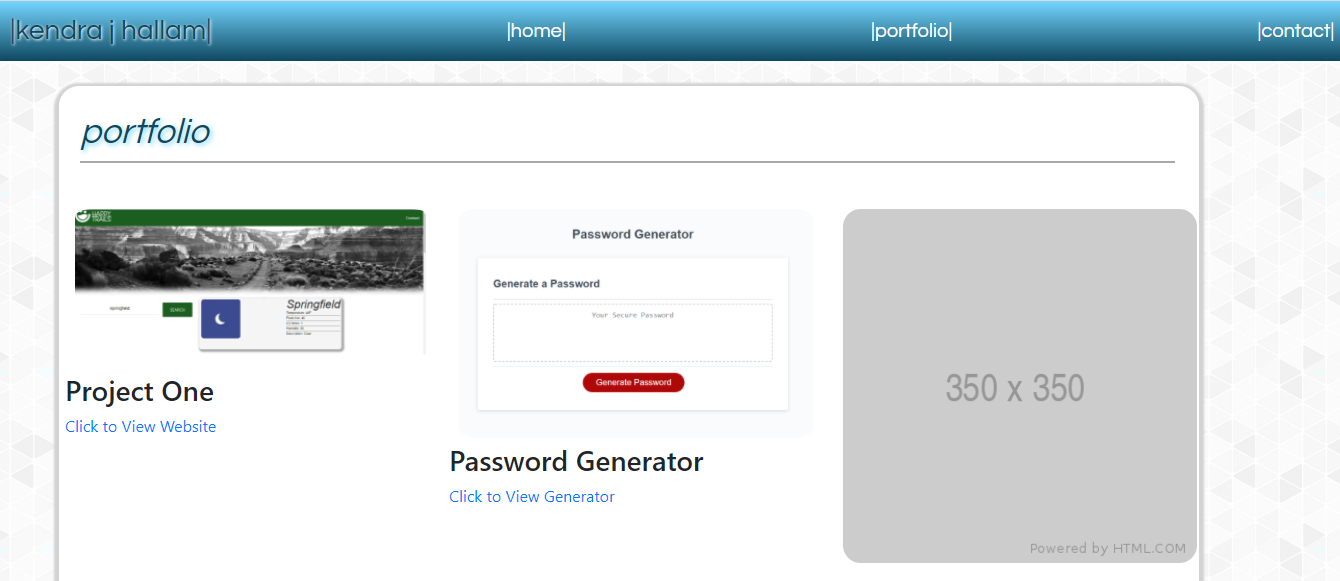 |kendra j hallam|
|home|
|portfolio|
|contact|
portfolio
HAPPY
TRAILS
Contact
springfield
SEARCH
Springfield
Project One
Click to View Website
Password Generator
Generate a Password
Your Secure Password
Generate Password
Password Generator
Click to View Generator
350 x 350
Powered by HTML.COM